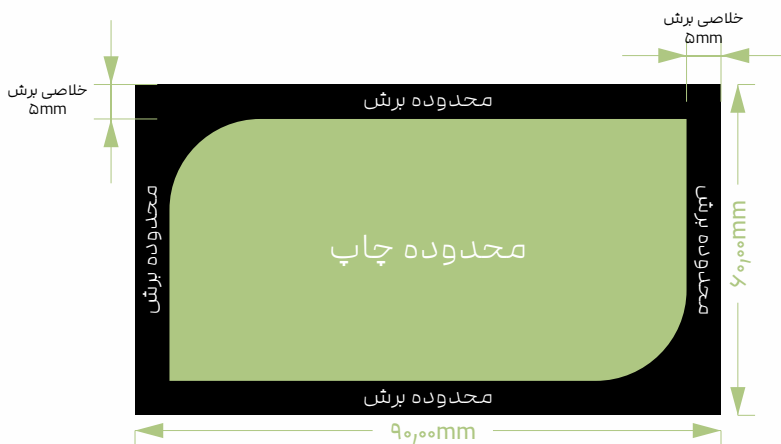 خلاصی برش
۵mm
خلاصی برش
۵mm
محدوده برش
محدوده برش
محدوده چاپ
محدوده برش
۶۰,۰۰mm
محدوده برش
۹۰,۰۰mm